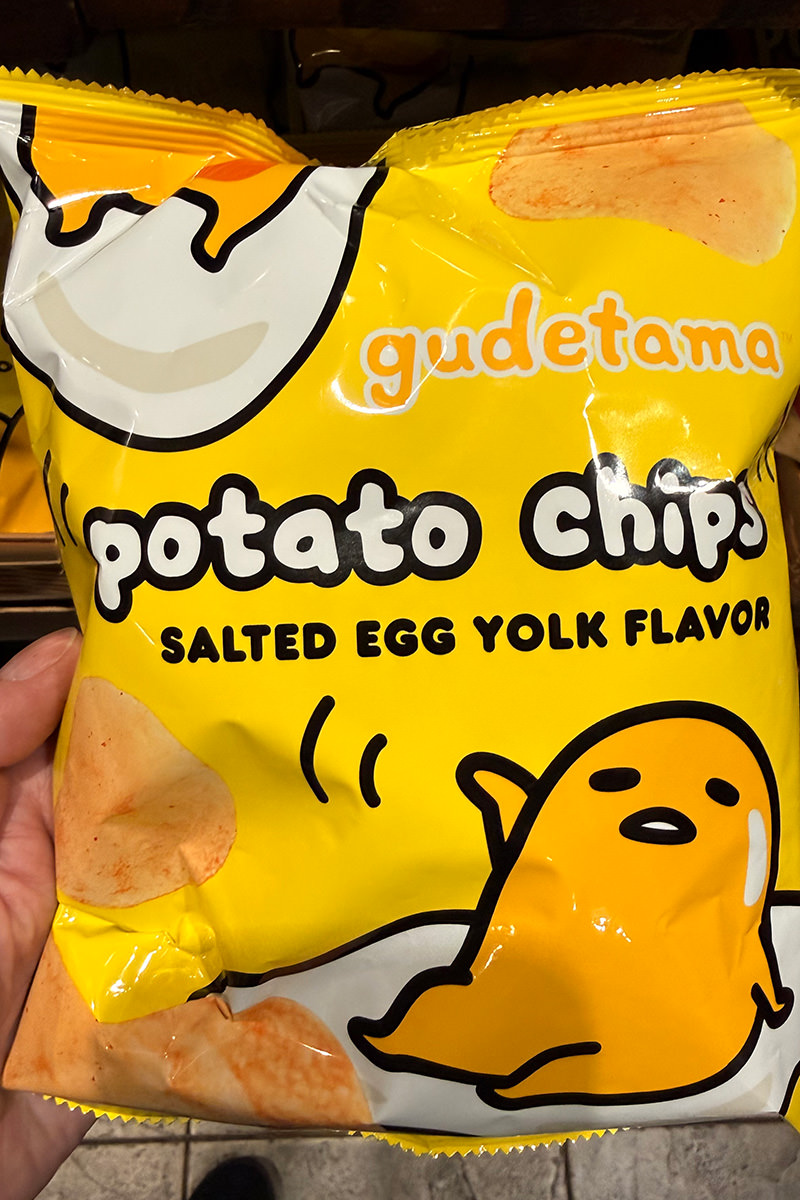 gudetama
potato chips
SALTED EGG YOLK FLAVOR